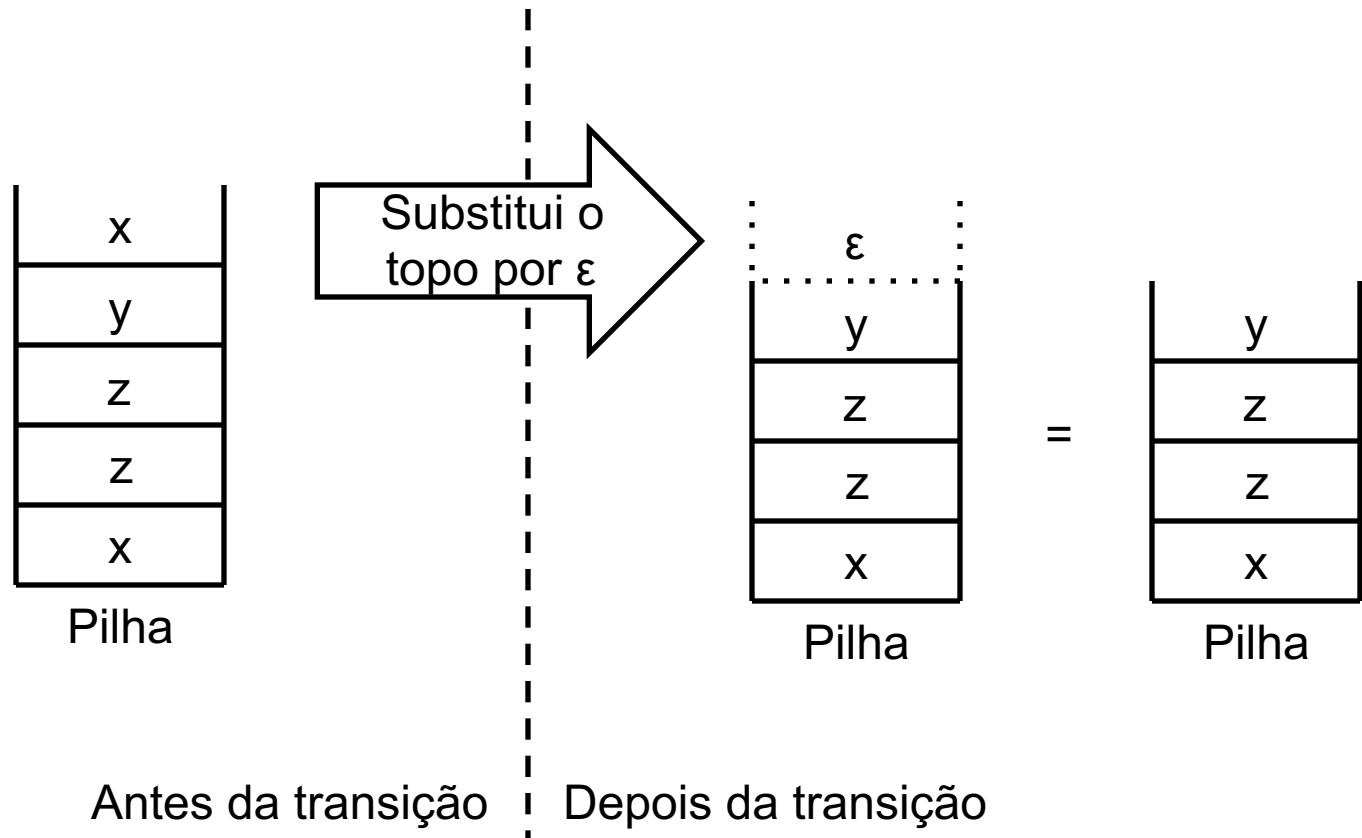 x
y
z
z
x
Pilha
Substitui o
topo por ε
ε
y
z
z
x
Pilha
=
y
z
z
x
Pilha
Antes da transição
Depois da transição